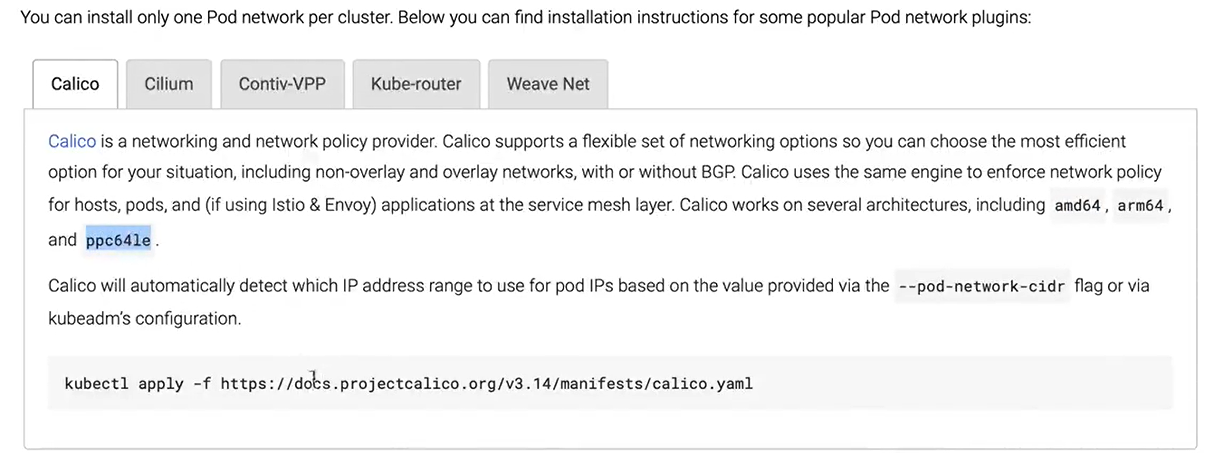 You can install only one Pod network per cluster. Below you can find installation instructions for some popular Pod network plugins:
Calico
Cilium
Contiv-VPP
Kube-router
Weave Net
Calico is a networking and network policy provider. Calico supports a flexible set of networking options so you can choose the most efficient
option for your situation, including non-overlay and overlay networks, with or without BGP. Calico uses the same engine to enforce network policy
for hosts, pods, and (if using Istio & Envoy) applications at the service mesh layer. Calico works on several architectures, including amd64, arm64,
and ppc64le.
Calico will automatically detect which IP address range to use for pod IPs based on the value provided via the --pod-network-cidr flag or via
kubeadm's configuration.
kubectl apply -f https://docs.projectcalico.org/v3.14/manifests/calico.yaml